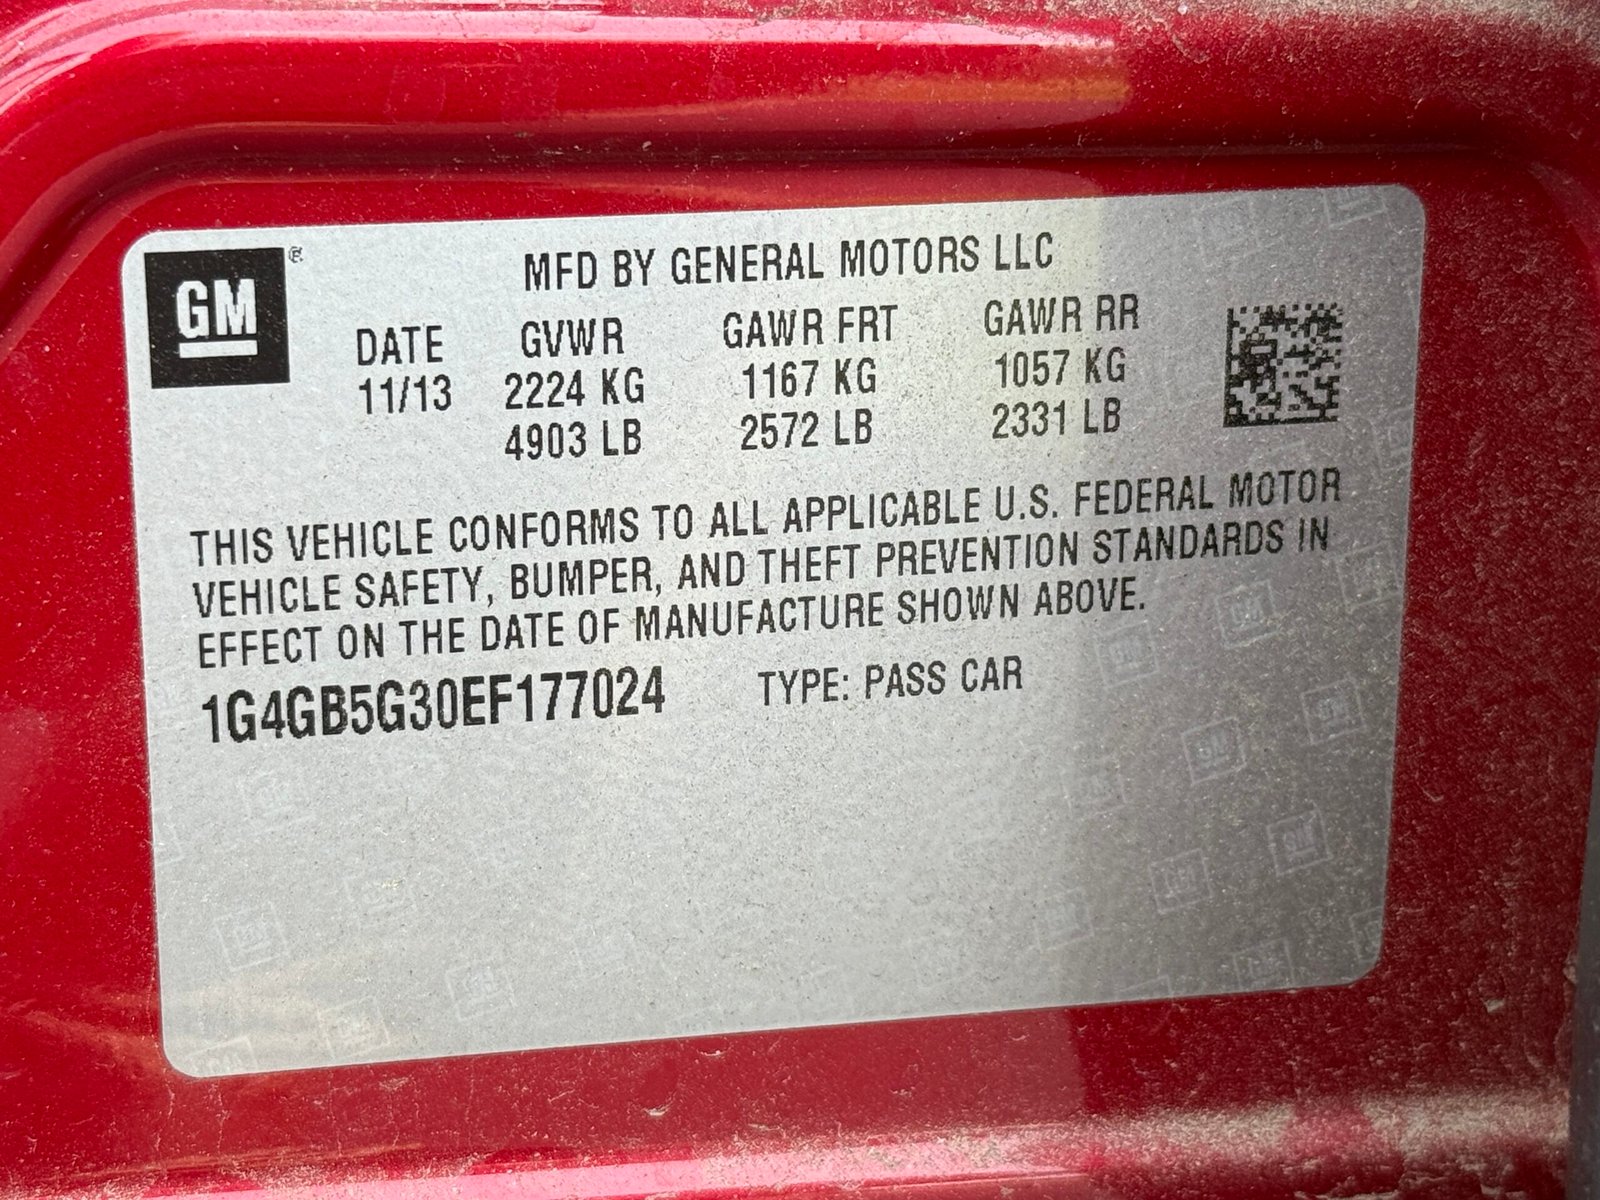 GM ®
MFD BY GENERAL MOTORS LLC
DATE GVWR GAWR FRT GAWR RR
11/13 2224 KG 1167 KG 1057 KG
4903 LB 2572 LB 2331 LB
THIS VEHICLE CONFORMS TO ALL APPLICABLE U.S. FEDERAL MOTOR
VEHICLE SAFETY, BUMPER, AND THEFT PREVENTION STANDARDS IN
EFFECT ON THE DATE OF MANUFACTURE SHOWN ABOVE.
1G4GB5G30EF177024 TYPE: PASS CAR